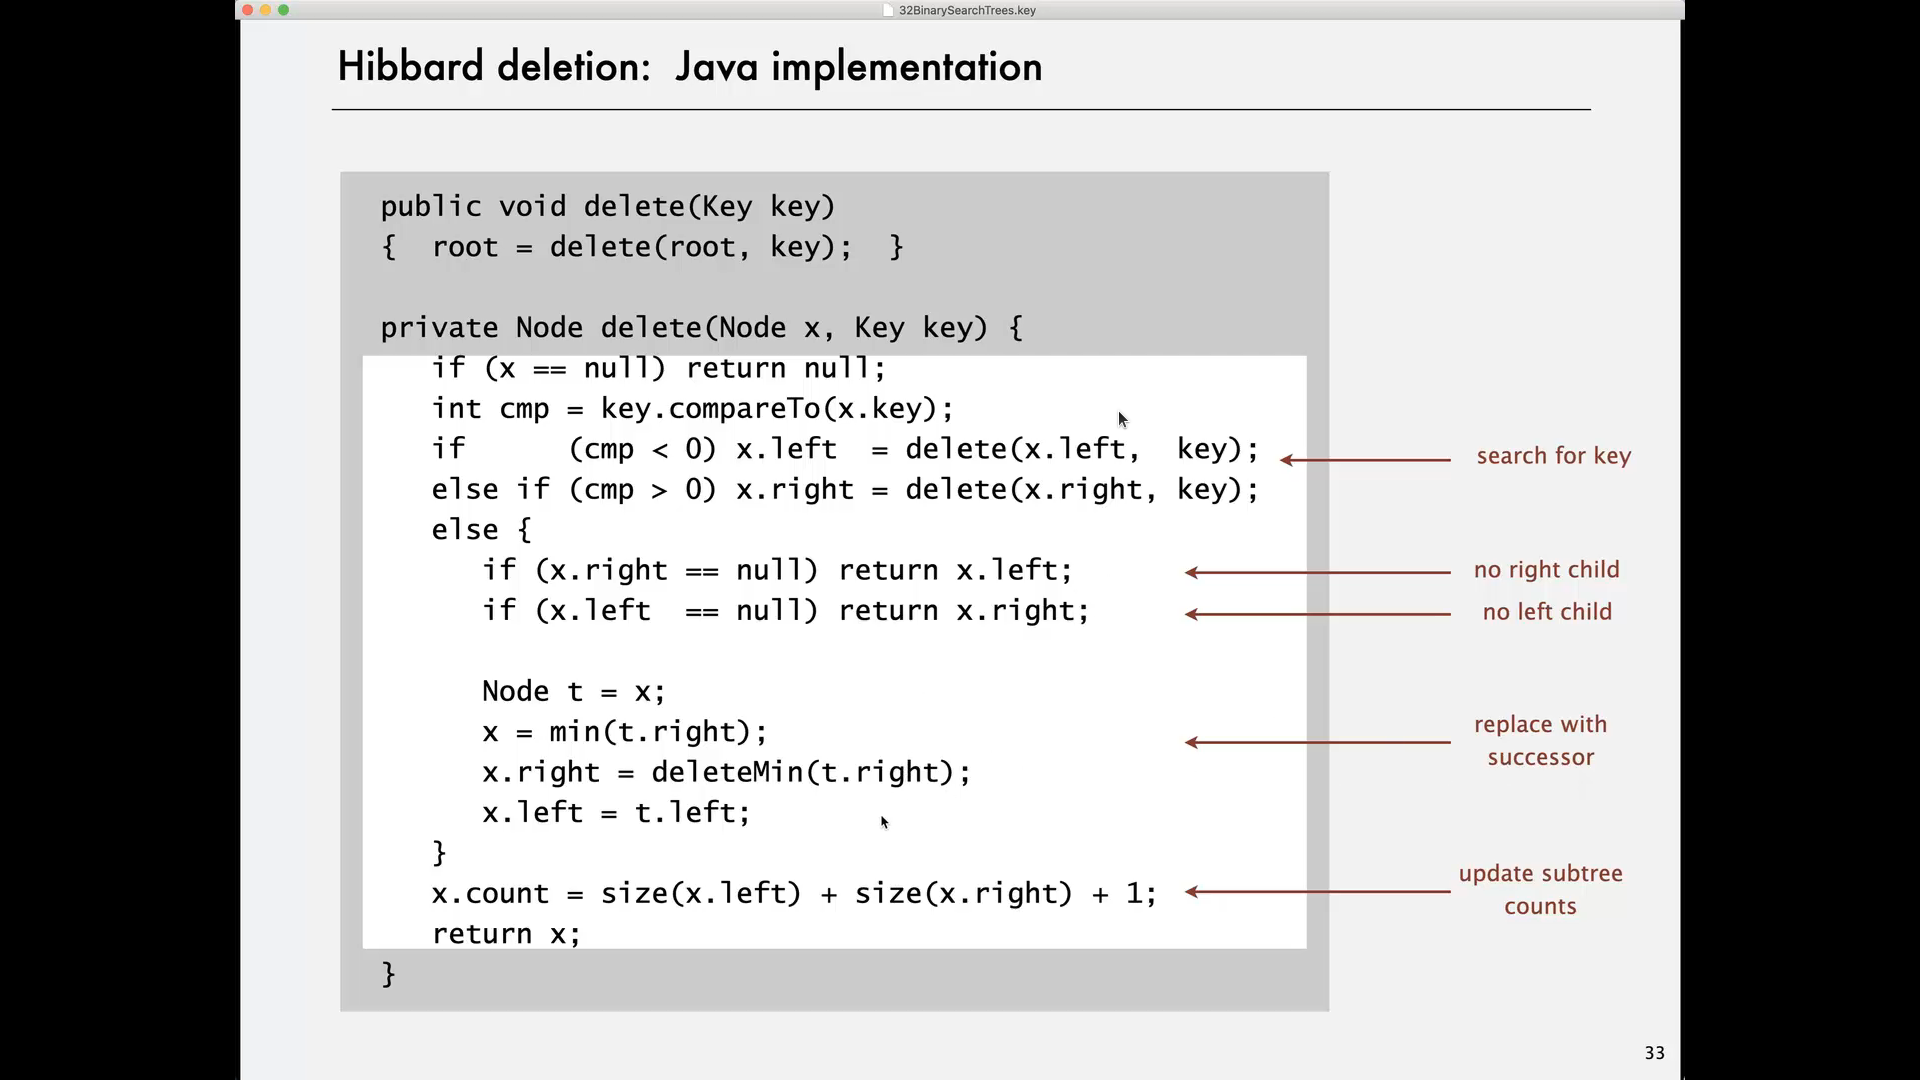 32BinarySearchTrees.key
Hibbard deletion: Java implementation
public void delete(Key key)
{ root = delete(root, key); }
private Node delete(Node x, Key key) {
if (x == null) return null;
int cmp = key.compareTo(x.key);
if (cmp < 0) x.left = delete(x.left, key);
search for key
else if (cmp > 0) x.right = delete(x.right, key);
else {
if (x.right == null) return x.left;
no right child
if (x.left == null) return x.right;
no left child
Node t = x;
x = min(t.right);
x.right = deleteMin(t.right);
x.left = t.left;
replace with
successor
}
x.count = size(x.left) + size(x.right) + 1;
update subtree
counts
return x;
}
33